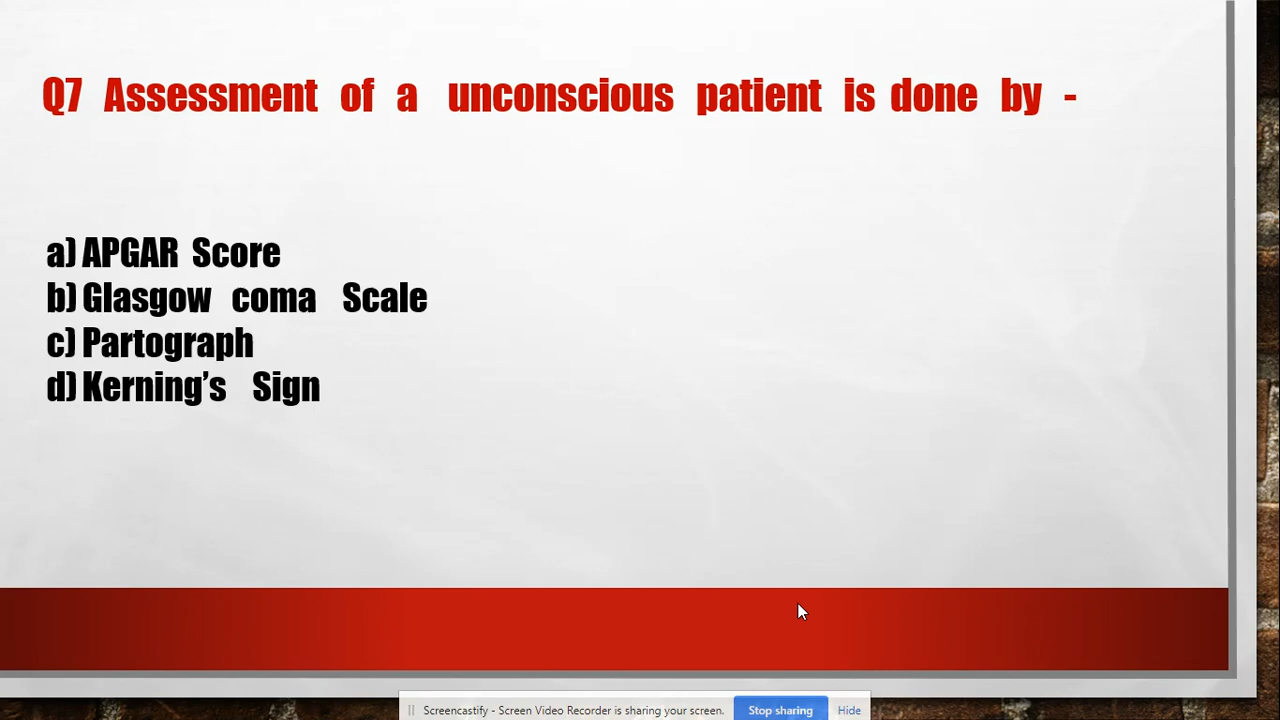 Q7 Assessment of a unconscious patient is done by -
a) APGAR Score
b) Glasgow coma Scale
c) Partograph
d) Kerning's Sign
Screencastify - Screen Video Recorder is sharing your screen. Stop sharing Hide